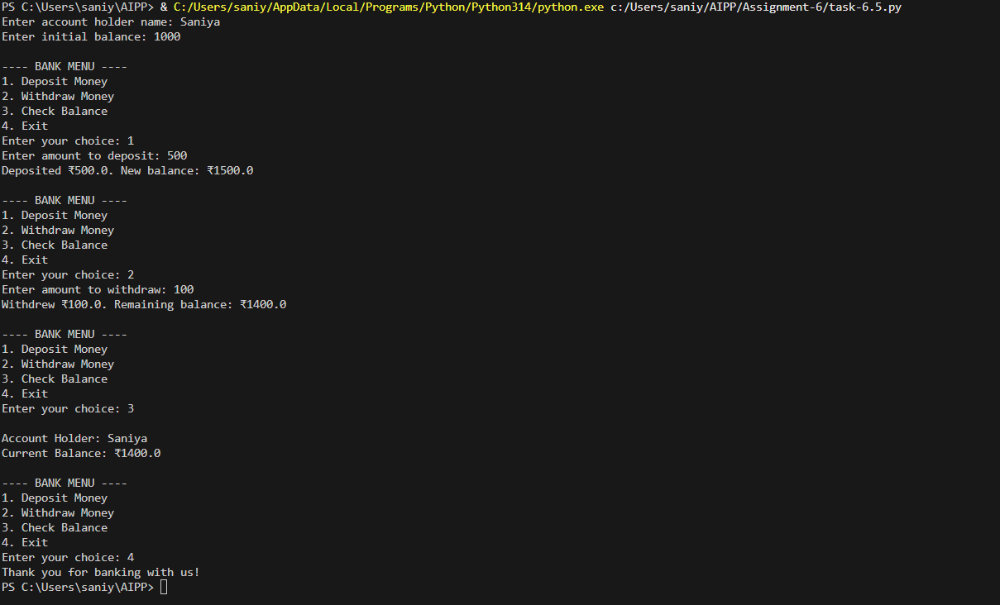 PS C:\Users\saniy\AIPP> & C:/Users/saniy/AppData/Local/Programs/Python/Python314/python.exe c:/Users/saniy/AIPP/Assignment-6/task-6.5.py
Enter account holder name: Saniya
Enter initial balance: 1000

---- BANK MENU ----
1. Deposit Money
2. Withdraw Money
3. Check Balance
4. Exit
Enter your choice: 1
Enter amount to deposit: 500
Deposited ₹500.0. New balance: ₹1500.0

---- BANK MENU ----
1. Deposit Money
2. Withdraw Money
3. Check Balance
4. Exit
Enter your choice: 2
Enter amount to withdraw: 100
Withdrew ₹100.0. Remaining balance: ₹1400.0

---- BANK MENU ----
1. Deposit Money
2. Withdraw Money
3. Check Balance
4. Exit
Enter your choice: 3

Account Holder: Saniya
Current Balance: ₹1400.0

---- BANK MENU ----
1. Deposit Money
2. Withdraw Money
3. Check Balance
4. Exit
Enter your choice: 4
Thank you for banking with us!
PS C:\Users\saniy\AIPP>